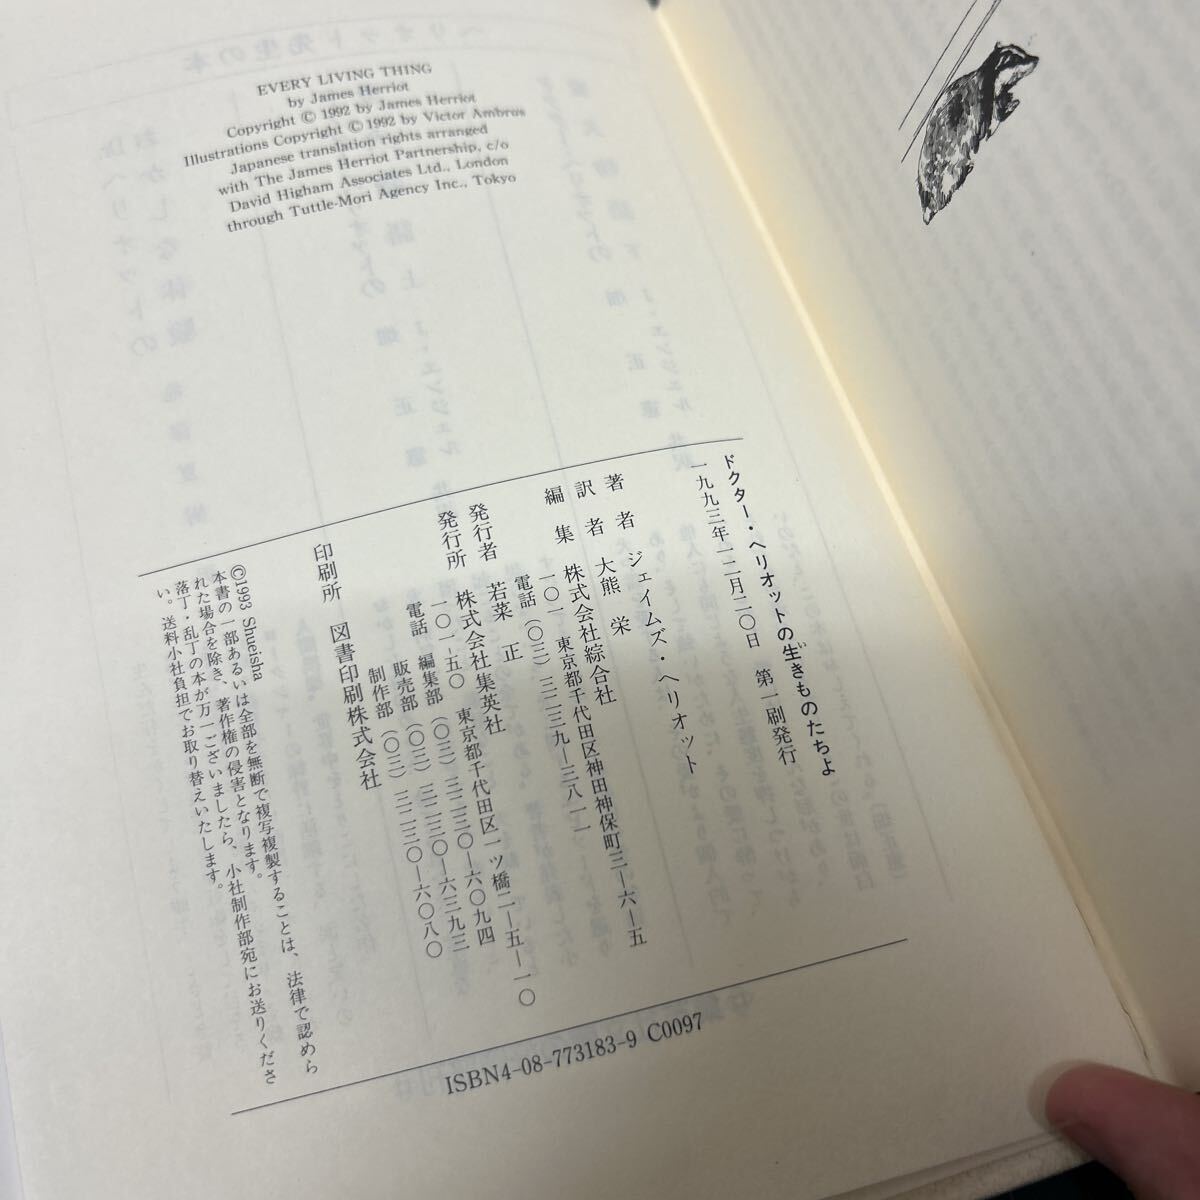 EVERY LIVING THING
by James Herriot
Copyright © 1992 by James Herriot
Illustrations Copyright © 1992 by Victor Ambrus
Japanese translation rights arranged
with The James Herriot Partnership, c/o
David Higham Associates Ltd., London
through Tuttle-Mori Agency Inc., Tokyo
ドクター・ヘリオットの生きものたちよ
一九九三年一二月二〇日　第一刷発行
著者　ジェイムズ・ヘリオット
訳者　大熊　栄
編集　株式会社綜合社
一〇一　東京都千代田区神田神保町三―六―五
電話（〇三）三二三九―三八一一
発行者　若菜　正
発行所　株式会社集英社
一〇一―五〇　東京都千代田区一ツ橋二―五―一〇
電話　編集部（〇三）三二三〇―六〇九四
販売部（〇三）三二三〇―六三九三
制作部（〇三）三二三〇―六〇八〇
印刷所　図書印刷株式会社
©1993 Shueisha
本書の一部あるいは全部を無断で複写複製することは、法律で認めら
れた場合を除き、著作権の侵害となります。
落丁・乱丁の本が万一ございましたら、小社制作部宛にお送りくださ
い。送料小社負担でお取り替えいたします。
ISBN4-08-773183-9 C0097